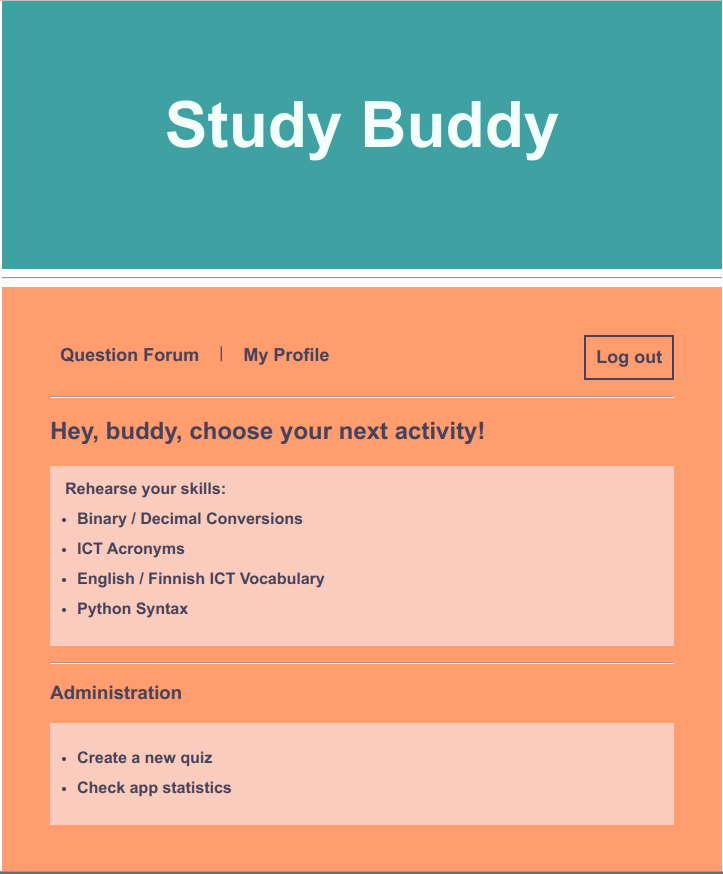 Study Buddy
Question Forum | My Profile Log out
Hey, buddy, choose your next activity!
Rehearse your skills:
• Binary / Decimal Conversions
• ICT Acronyms
• English / Finnish ICT Vocabulary
• Python Syntax
Administration
• Create a new quiz
• Check app statistics